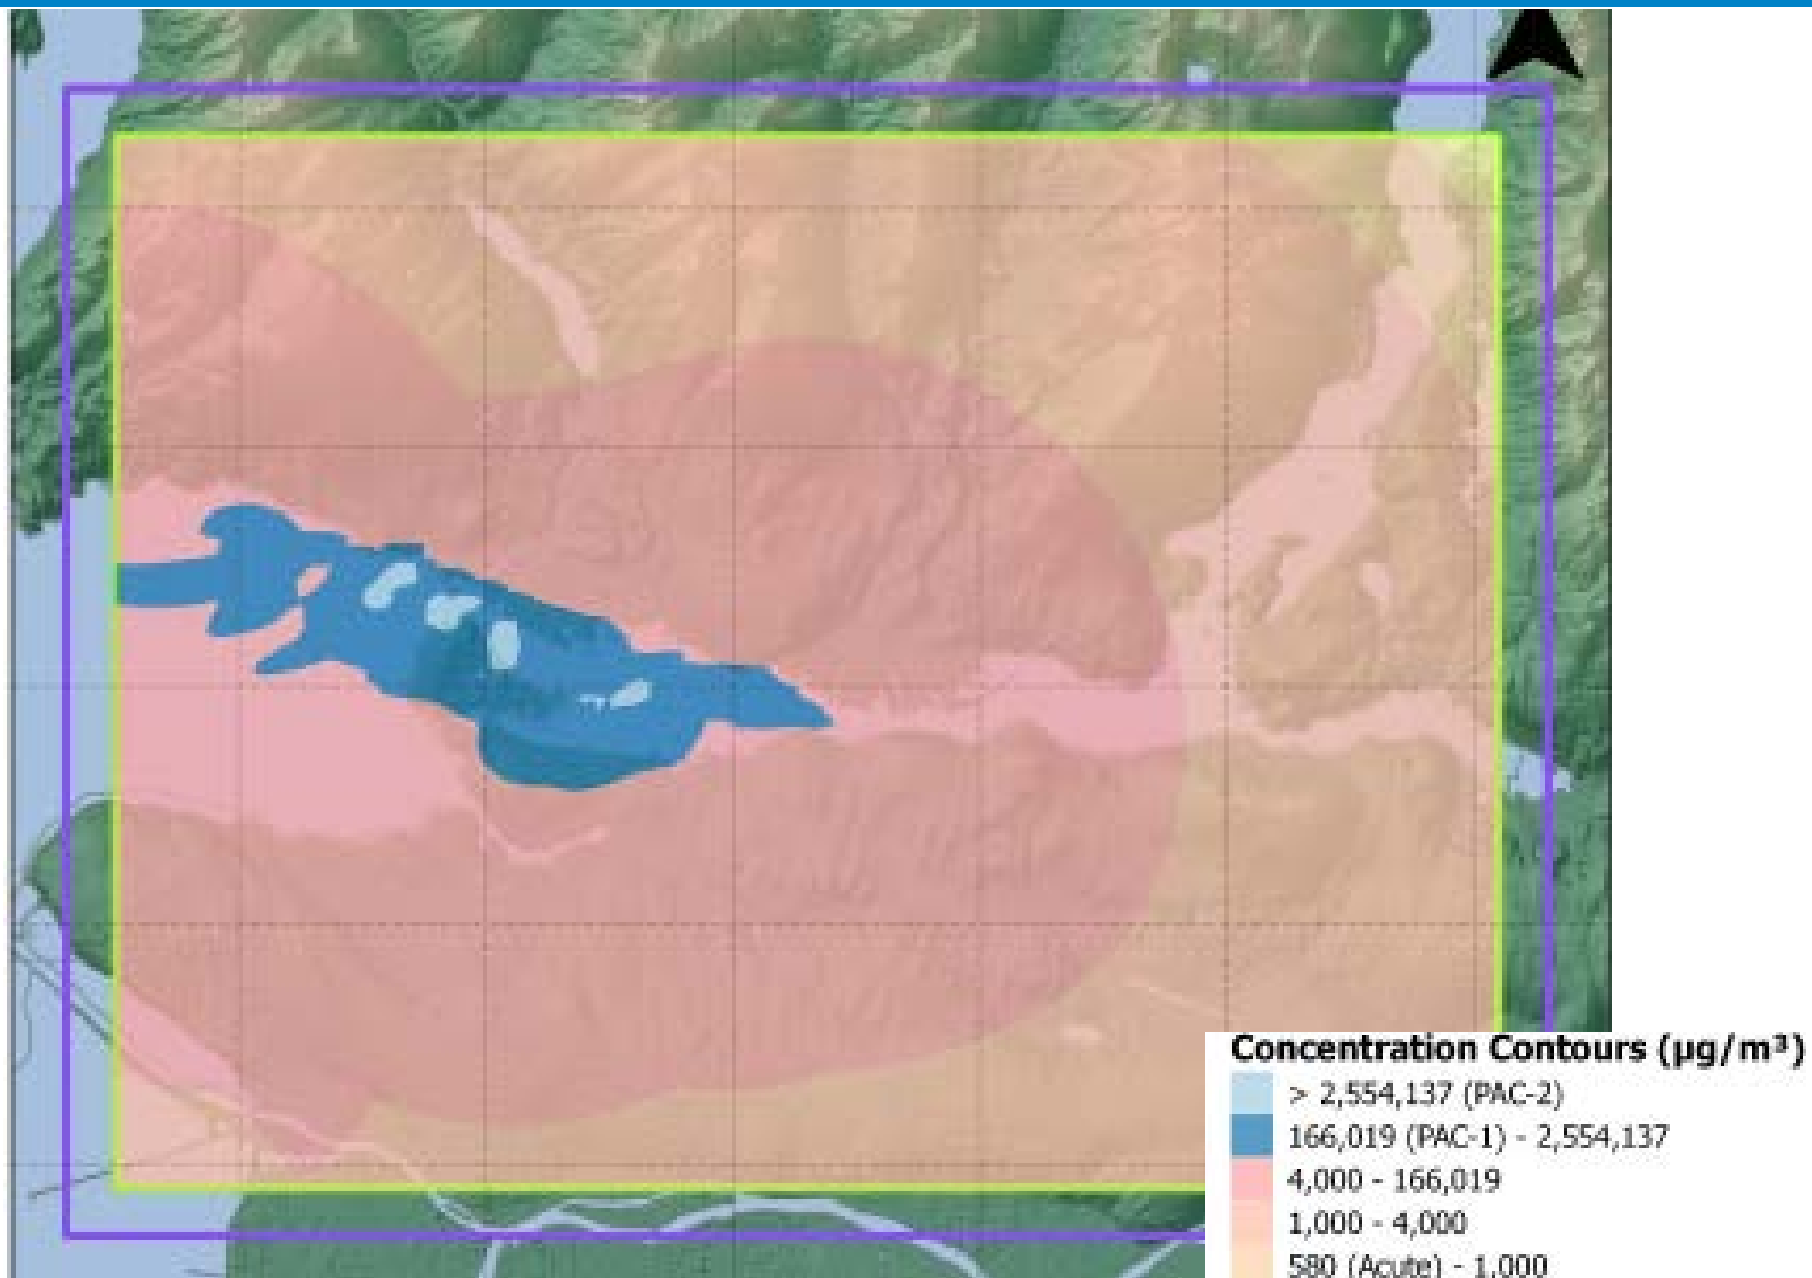 Concentration Contours (µg/m³)
> 2,554,137 (PAC-2)
166,019 (PAC-1) - 2,554,137
4,000 - 166,019
1,000 - 4,000
580 (Acute) - 1,000